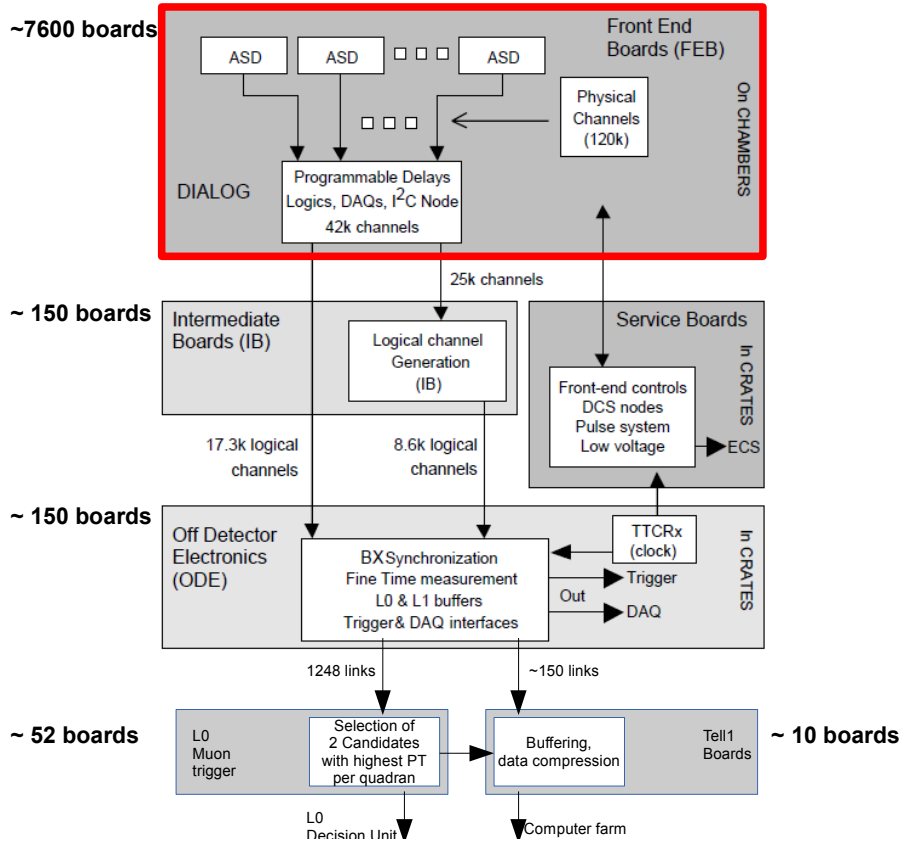 ~7600 boards
Front End
Boards (FEB)
ASD
ASD
ASD
On CHAMBERS
Physical
Channels
(120k)
DIALOG
Programmable Delays
Logics, DAQs, I2C Node
42k channels
25k channels
~ 150 boards
Intermediate
Boards (IB)
Logical channel
Generation
(IB)
Service Boards
In CRATES
Front-end controls
DCS nodes
Pulse system
Low voltage
ECS
17.3k logical
channels
8.6k logical
channels
~ 150 boards
Off Detector
Electronics
(ODE)
BX Synchronization
Fine Time measurement
L0 & L1 buffers
Trigger& DAQ interfaces
TTCRx
(clock)
In CRATES
Trigger
Out
DAQ
1248 links
~150 links
~ 52 boards
L0
Muon
trigger
Selection of
2 Candidates
with highest PT
per quadran
Buffering,
data compression
Tell1
Boards
~ 10 boards
L0
Decision Unit
Computer farm